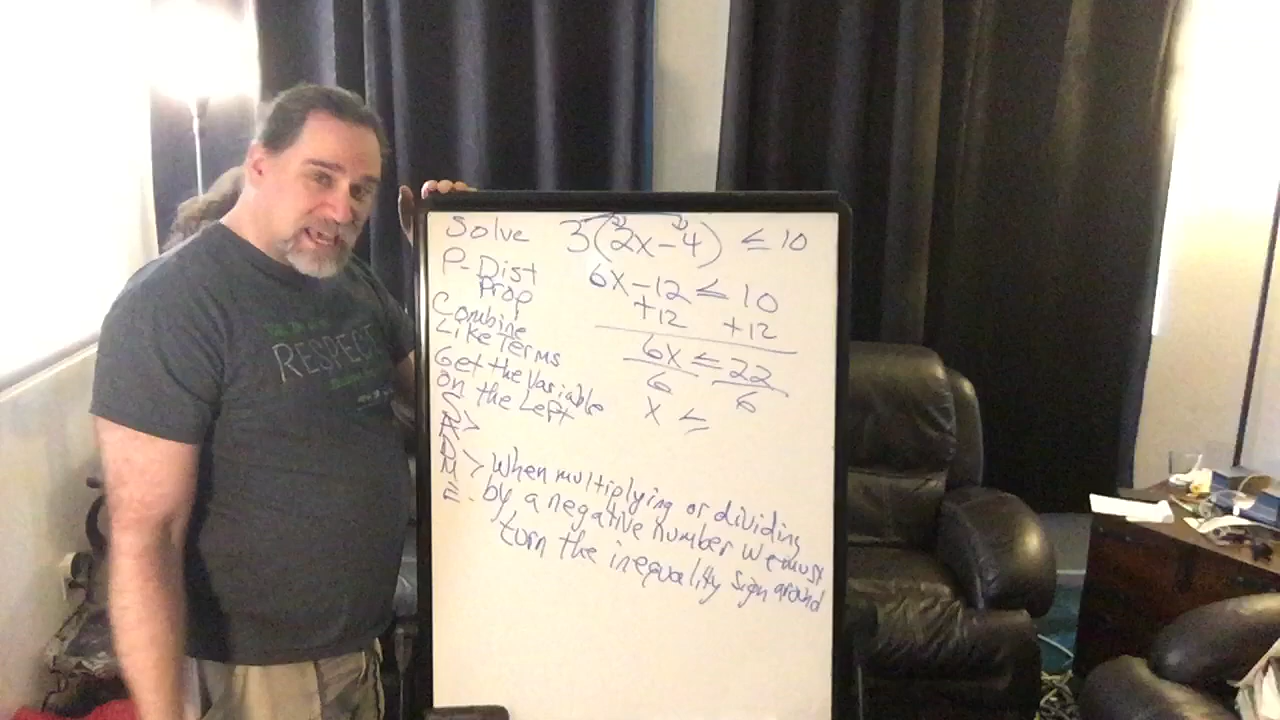 Solve 3(2x-4) ≤ 10
P-Dist
Prop
6x-12 ≤ 10
+12 +12
Combine
Like Terms
6x ≤ 22
6 6
Get the Variable
on the Left
x ≤
S
A >
D
M > When multiplying or dividing
E. by a negative number we must
turn the inequality sign around
RESPECT